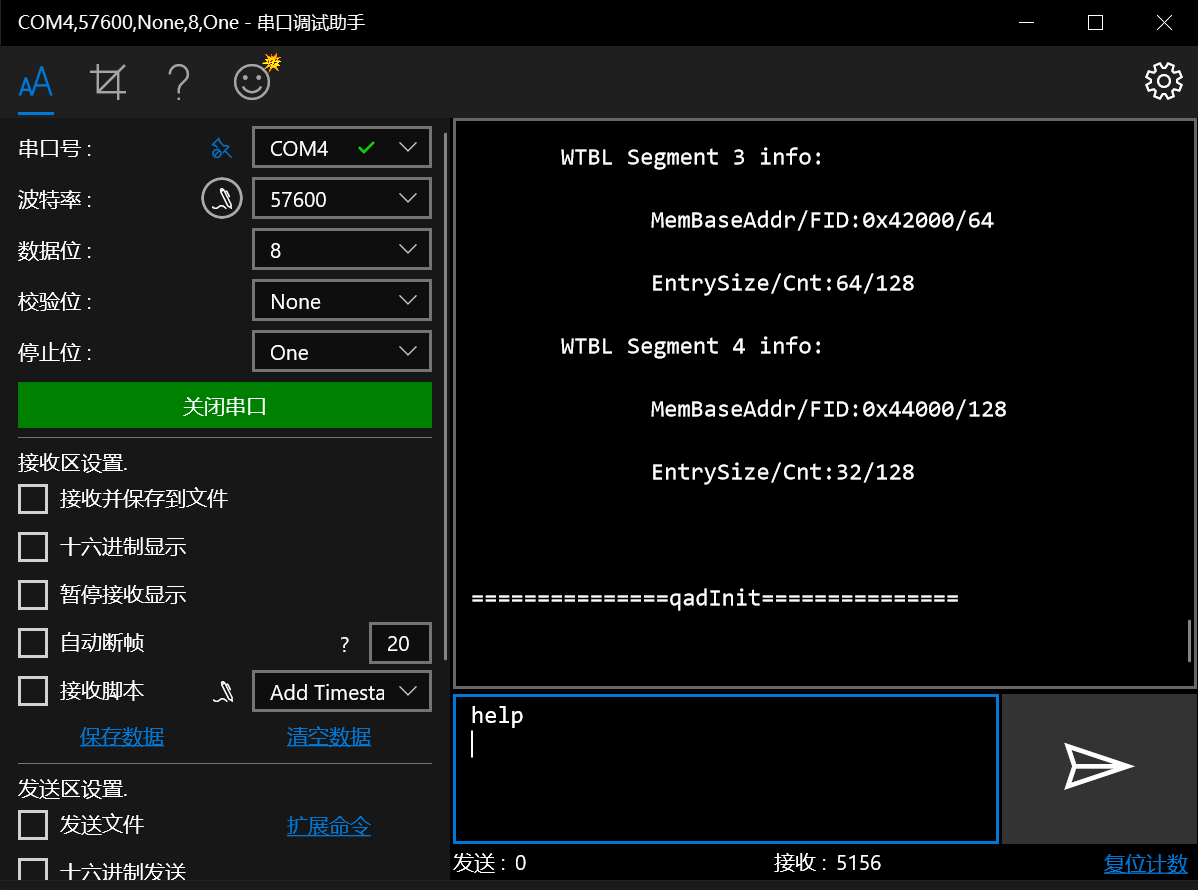 COM4,57600,None,8,One - 串口调试助手
串口号 :
COM4
波特率 :
57600
数据位 :
8
校验位 :
None
停止位 :
One
关闭串口
接收区设置.
接收并保存到文件
十六进制显示
暂停接收显示
自动断帧
?
20
接收脚本
Add Timesta
保存数据
清空数据
发送区设置.
发送文件
扩展命令
十六进制发送
WTBL Segment 3 info:
MemBaseAddr/FID:0x42000/64
EntrySize/Cnt:64/128
WTBL Segment 4 info:
MemBaseAddr/FID:0x44000/128
EntrySize/Cnt:32/128
===============qadInit===============
help
发送 : 0
接收 : 5156
复位计数